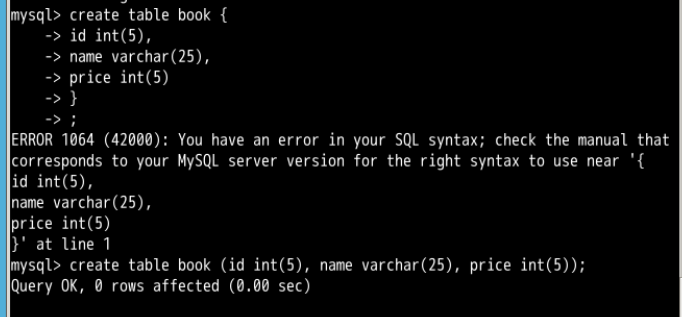 mysql> create table book {
    -> id int(5),
    -> name varchar(25),
    -> price int(5)
    -> }
    -> ;
ERROR 1064 (42000): You have an error in your SQL syntax; check the manual that
corresponds to your MySQL server version for the right syntax to use near '{
id int(5),
name varchar(25),
price int(5)
}' at line 1
mysql> create table book (id int(5), name varchar(25), price int(5));
Query OK, 0 rows affected (0.00 sec)